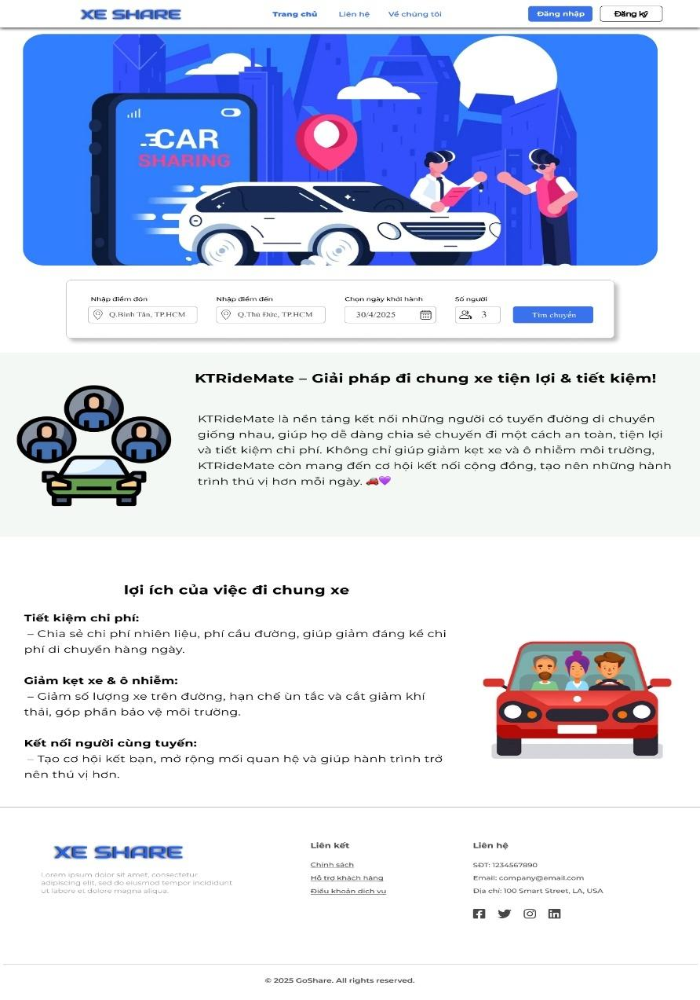 XE SHARE
Trang chủ Liên hệ Về chúng tôi
Đăng nhập Đăng ký
CAR
SHARING
Nhập điểm đón Nhập điểm đến Chọn ngày khởi hành Số người
Q.Bình Tân, TP.HCM Q.Thủ Đức, TP.HCM 30/4/2025 3 Tìm chuyến
KTRideMate – Giải pháp đi chung xe tiện lợi & tiết kiệm!
KTRideMate là nền tảng kết nối những người có tuyến đường di chuyển
giống nhau, giúp họ dễ dàng chia sẻ chuyến đi một cách an toàn, tiện lợi
và tiết kiệm chi phí. Không chỉ giúp giảm kẹt xe và ô nhiễm môi trường,
KTRideMate còn mang đến cơ hội kết nối cộng đồng, tạo nên những hành
trình thú vị hơn mỗi ngày. 🚗💜
lợi ích của việc đi chung xe
Tiết kiệm chi phí:
– Chia sẻ chi phí nhiên liệu, phí cầu đường, giúp giảm đáng kể chi
phí di chuyển hàng ngày.
Giảm kẹt xe & ô nhiễm:
– Giảm số lượng xe trên đường, hạn chế ùn tắc và cắt giảm khí
thải, góp phần bảo vệ môi trường.
Kết nối người cùng tuyến:
– Tạo cơ hội kết bạn, mở rộng mối quan hệ và giúp hành trình trở
nên thú vị hơn.
XE SHARE
Lorem ipsum dolor sit amet, consectetur
adipiscing elit, sed do eiusmod tempor incididunt
ut labore et dolore magna aliqua.
Liên kết
Chính sách
Hỗ trợ khách hàng
Điều khoản dịch vụ
Liên hệ
SĐT: 1234567890
Email: company@email.com
Địa chỉ: 100 Smart Street, LA, USA
© 2025 GoShare. All rights reserved.